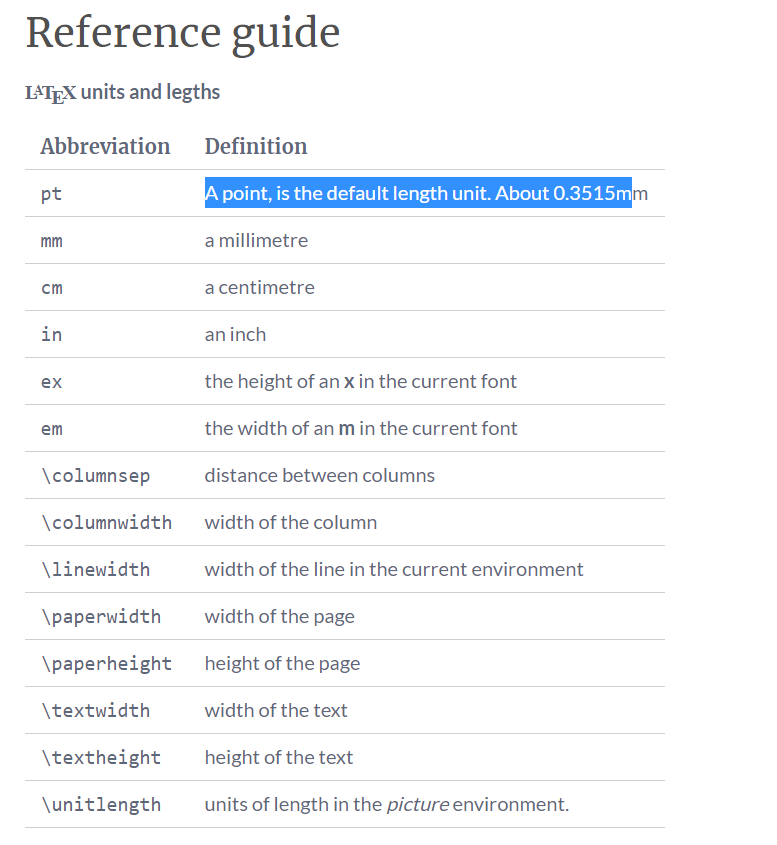 Reference guide
LATEX units and legths
Abbreviation Definition
pt A point, is the default length unit. About 0.3515mm
mm a millimetre
cm a centimetre
in an inch
ex the height of an x in the current font
em the width of an m in the current font
\columnsep distance between columns
\columnwidth width of the column
\linewidth width of the line in the current environment
\paperwidth width of the page
\paperheight height of the page
\textwidth width of the text
\textheight height of the text
\unitlength units of length in the picture environment.